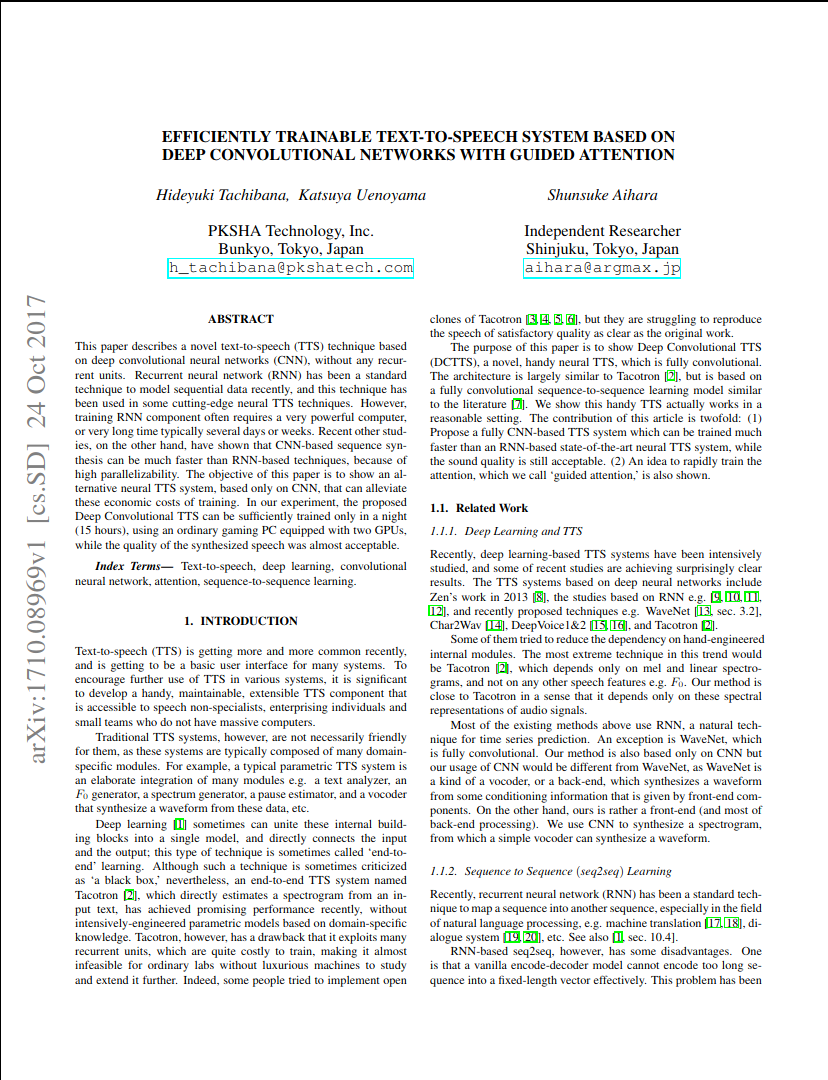 EFFICIENTLY TRAINABLE TEXT-TO-SPEECH SYSTEM BASED ON
DEEP CONVOLUTIONAL NETWORKS WITH GUIDED ATTENTION
Hideyuki Tachibana, Katsuya Uenoyama
PKSHA Technology, Inc.
Bunkyo, Tokyo, Japan
h_tachibana@pkshatech.com
Shunsuke Aihara
Independent Researcher
Shinjuku, Tokyo, Japan
aihara@argmax.jp
arXiv:1710.08969v1 [cs.SD] 24 Oct 2017
ABSTRACT
This paper describes a novel text-to-speech (TTS) technique based
on deep convolutional neural networks (CNN), without any recur-
rent units. Recurrent neural network (RNN) has been a standard
technique to model sequential data recently, and this technique has
been used in some cutting-edge neural TTS techniques. However,
training RNN component often requires a very powerful computer,
or very long time typically several days or weeks. Recent other stud-
ies, on the other hand, have shown that CNN-based sequence syn-
thesis can be much faster than RNN-based techniques, because of
high parallelizability. The objective of this paper is to show an al-
ternative neural TTS system, based only on CNN, that can alleviate
these economic costs of training. In our experiment, the proposed
Deep Convolutional TTS can be sufficiently trained only in a night
(15 hours), using an ordinary gaming PC equipped with two GPUs,
while the quality of the synthesized speech was almost acceptable.
Index Terms— Text-to-speech, deep learning, convolutional
neural network, attention, sequence-to-sequence learning.
1. INTRODUCTION
Text-to-speech (TTS) is getting more and more common recently,
and is getting to be a basic user interface for many systems. To
encourage further use of TTS in various systems, it is significant
to develop a handy, maintainable, extensible TTS component that
is accessible to speech non-specialists, enterprising individuals and
small teams who do not have massive computers.
Traditional TTS systems, however, are not necessarily friendly
for them, as these systems are typically composed of many domain-
specific modules. For example, a typical parametric TTS system is
an elaborate integration of many modules e.g. a text analyzer, an
F0 generator, a spectrum generator, a pause estimator, and a vocoder
that synthesize a waveform from these data, etc.
Deep learning [1] sometimes can unite these internal build-
ing blocks into a single model, and directly connects the input
and the output; this type of technique is sometimes called ‘end-to-
end’ learning. Although such a technique is sometimes criticized
as ‘a black box,’ nevertheless, an end-to-end TTS system named
Tacotron [2], which directly estimates a spectrogram from an in-
put text, has achieved promising performance recently, without
intensively-engineered parametric models based on domain-specific
knowledge. Tacotron, however, has a drawback that it exploits many
recurrent units, which are quite costly to train, making it almost
infeasible for ordinary labs without luxurious machines to study
and extend it further. Indeed, some people tried to implement open
clones of Tacotron [3, 4, 5, 6], but they are struggling to reproduce
the speech of satisfactory quality as clear as the original work.
The purpose of this paper is to show Deep Convolutional TTS
(DCTTS), a novel, handy neural TTS, which is fully convolutional.
The architecture is largely similar to Tacotron [2], but is based on
a fully convolutional sequence-to-sequence learning model similar
to the literature [7]. We show this handy TTS actually works in a
reasonable setting. The contribution of this article is twofold: (1)
Propose a fully CNN-based TTS system which can be trained much
faster than an RNN-based state-of-the-art neural TTS system, while
the sound quality is still acceptable. (2) An idea to rapidly train the
attention, which we call ‘guided attention,’ is also shown.
1.1. Related Work
1.1.1. Deep Learning and TTS
Recently, deep learning-based TTS systems have been intensively
studied, and some of recent studies are achieving surprisingly clear
results. The TTS systems based on deep neural networks include
Zen’s work in 2013 [8], the studies based on RNN e.g. [9, 10, 11,
12], and recently proposed techniques e.g. WaveNet [13, sec. 3.2],
Char2Wav [14], DeepVoice1&2 [15, 16], and Tacotron [2].
Some of them tried to reduce the dependency on hand-engineered
internal modules. The most extreme technique in this trend would
be Tacotron [2], which depends only on mel and linear spectro-
grams, and not on any other speech features e.g. F0. Our method is
close to Tacotron in a sense that it depends only on these spectral
representations of audio signals.
Most of the existing methods above use RNN, a natural tech-
nique for time series prediction. An exception is WaveNet, which
is fully convolutional. Our method is also based only on CNN but
our usage of CNN would be different from WaveNet, as WaveNet is
a kind of a vocoder, or a back-end, which synthesizes a waveform
from some conditioning information that is given by front-end com-
ponents. On the other hand, ours is rather a front-end (and most of
back-end processing). We use CNN to synthesize a spectrogram,
from which a simple vocoder can synthesize a waveform.
1.1.2. Sequence to Sequence (seq2seq) Learning
Recently, recurrent neural network (RNN) has been a standard tech-
nique to map a sequence into another sequence, especially in the field
of natural language processing, e.g. machine translation [17, 18], di-
alogue system [19, 20], etc. See also [1, sec. 10.4].
RNN-based seq2seq, however, has some disadvantages. One
is that a vanilla encode-decoder model cannot encode too long se-
quence into a fixed-length vector effectively. This problem has been